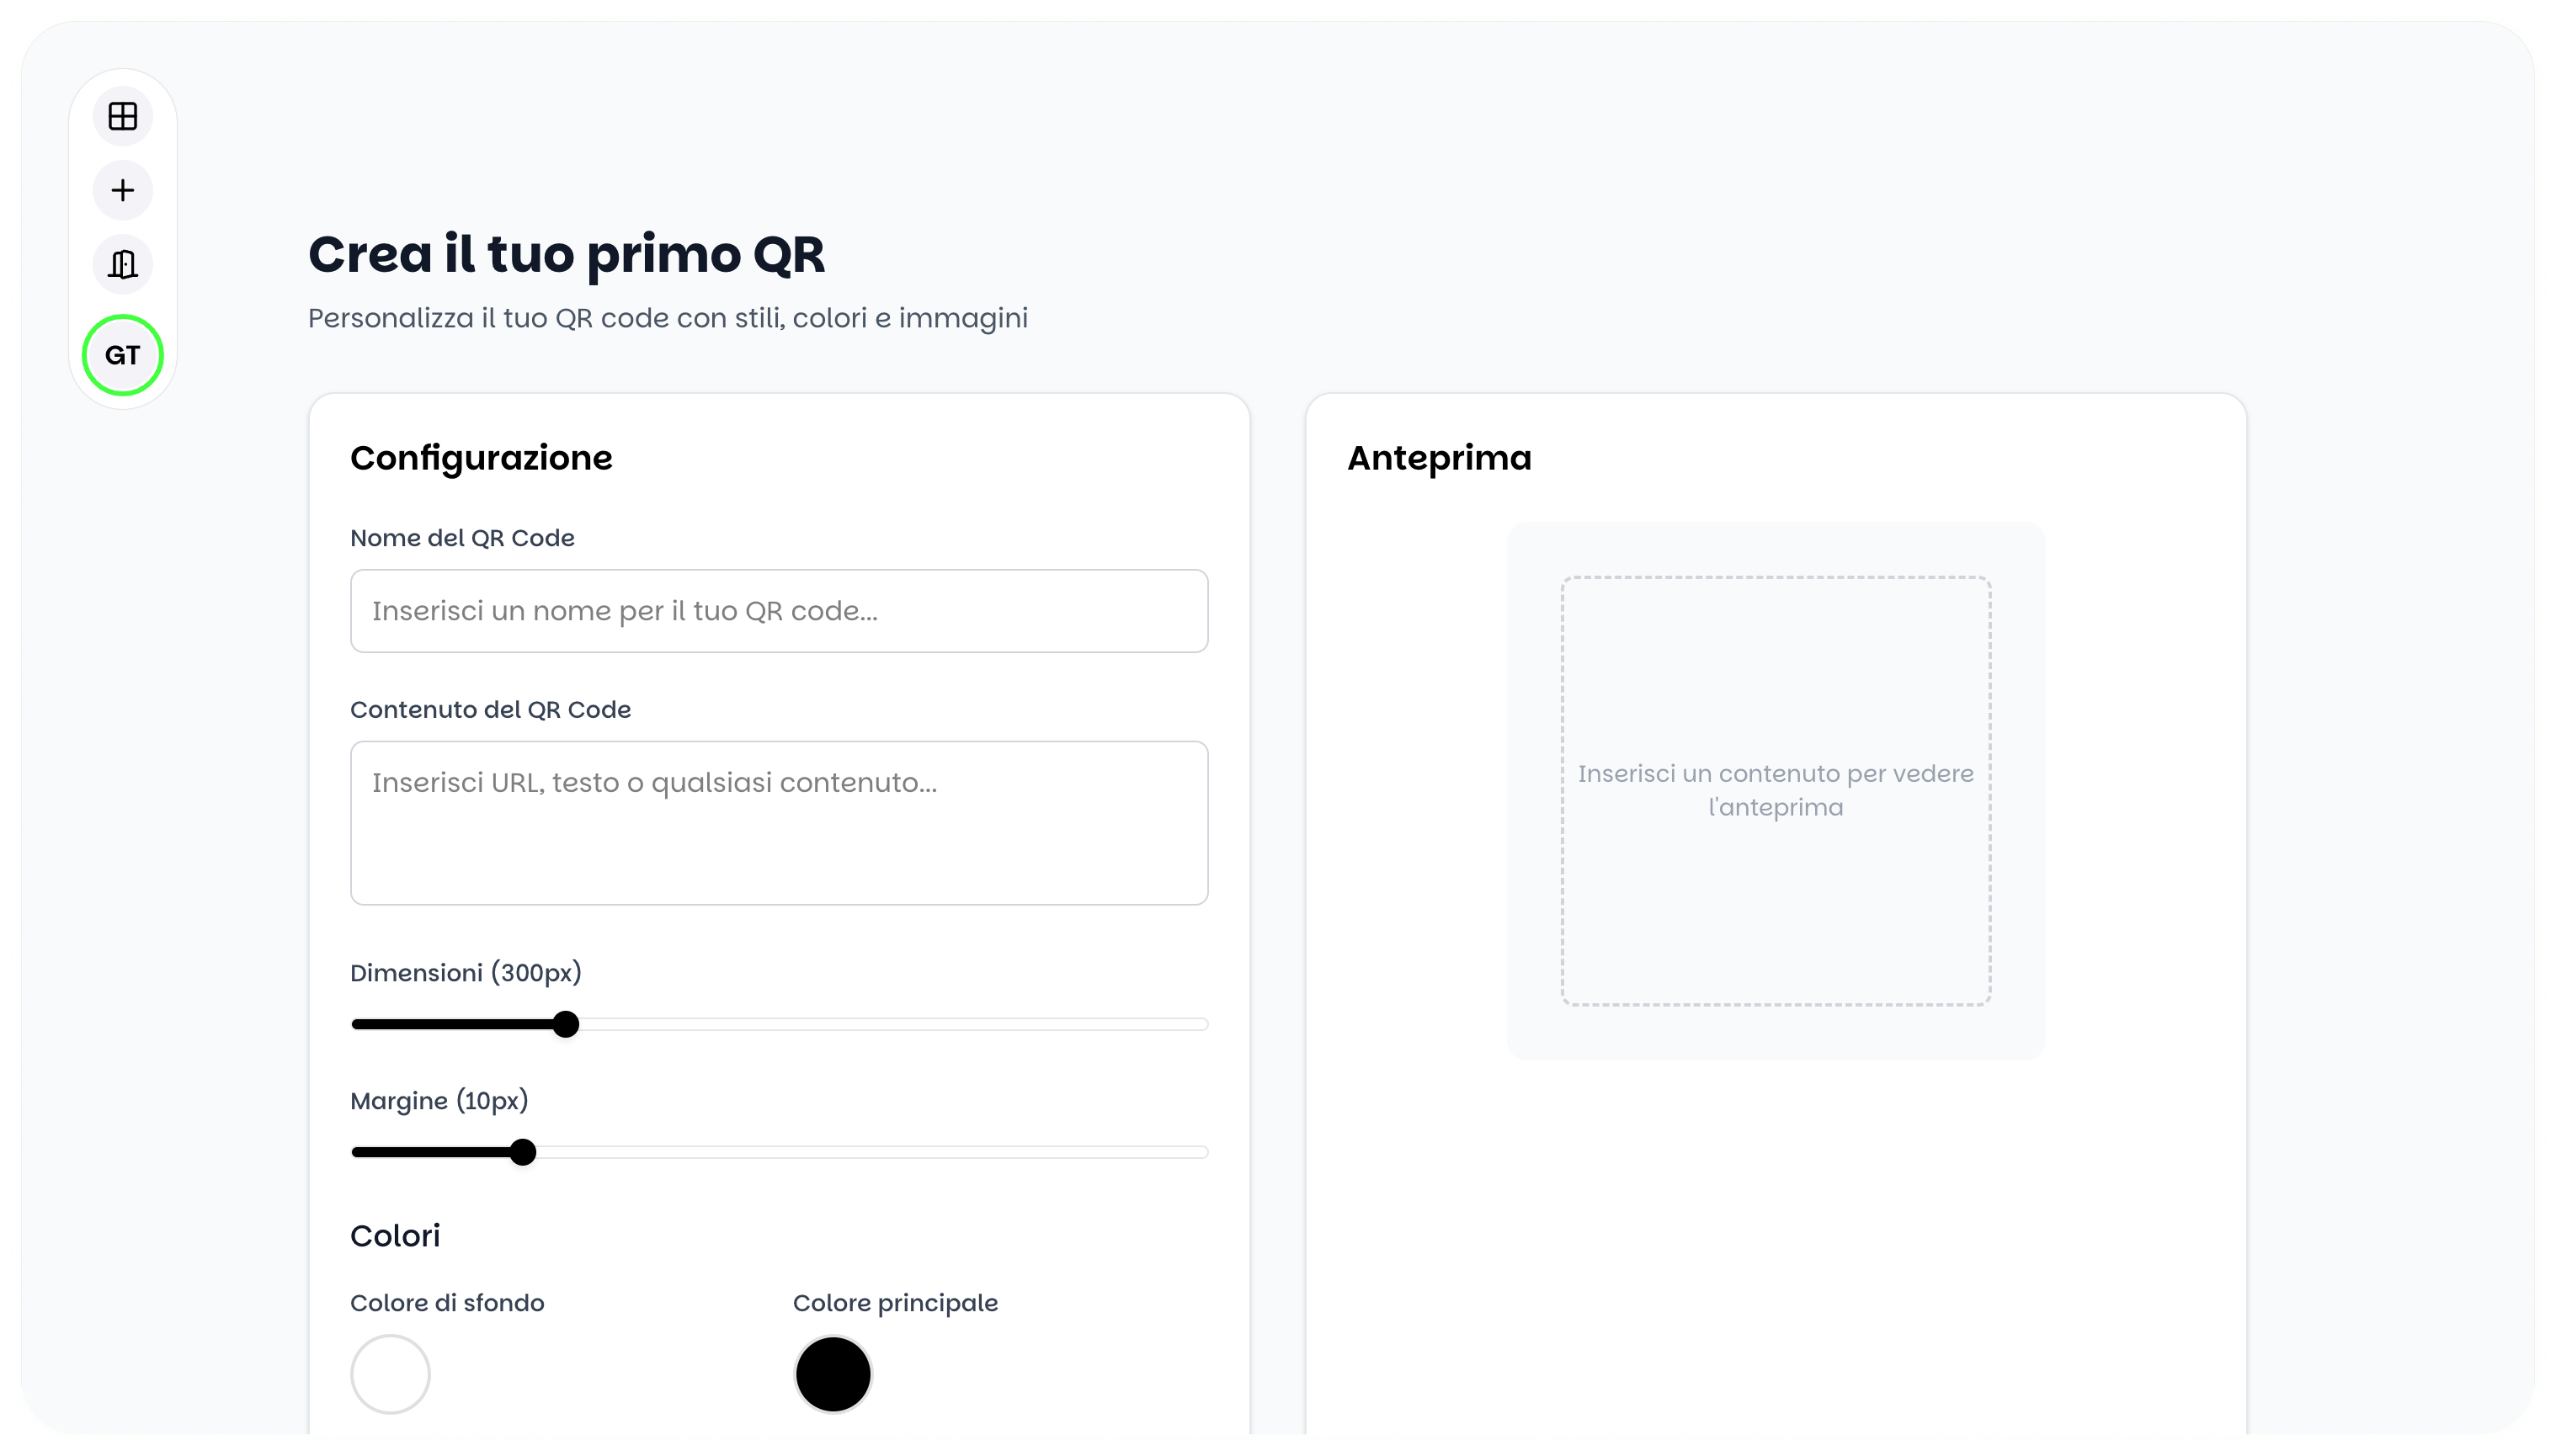 GT
Crea il tuo primo QR
Personalizza il tuo QR code con stili, colori e immagini
Configurazione
Nome del QR Code
Inserisci un nome per il tuo QR code...
Contenuto del QR Code
Inserisci URL, testo o qualsiasi contenuto...
Dimensioni (300px)
Margine (10px)
Colori
Colore di sfondo
Colore principale
Anteprima
Inserisci un contenuto per vedere
l'anteprima